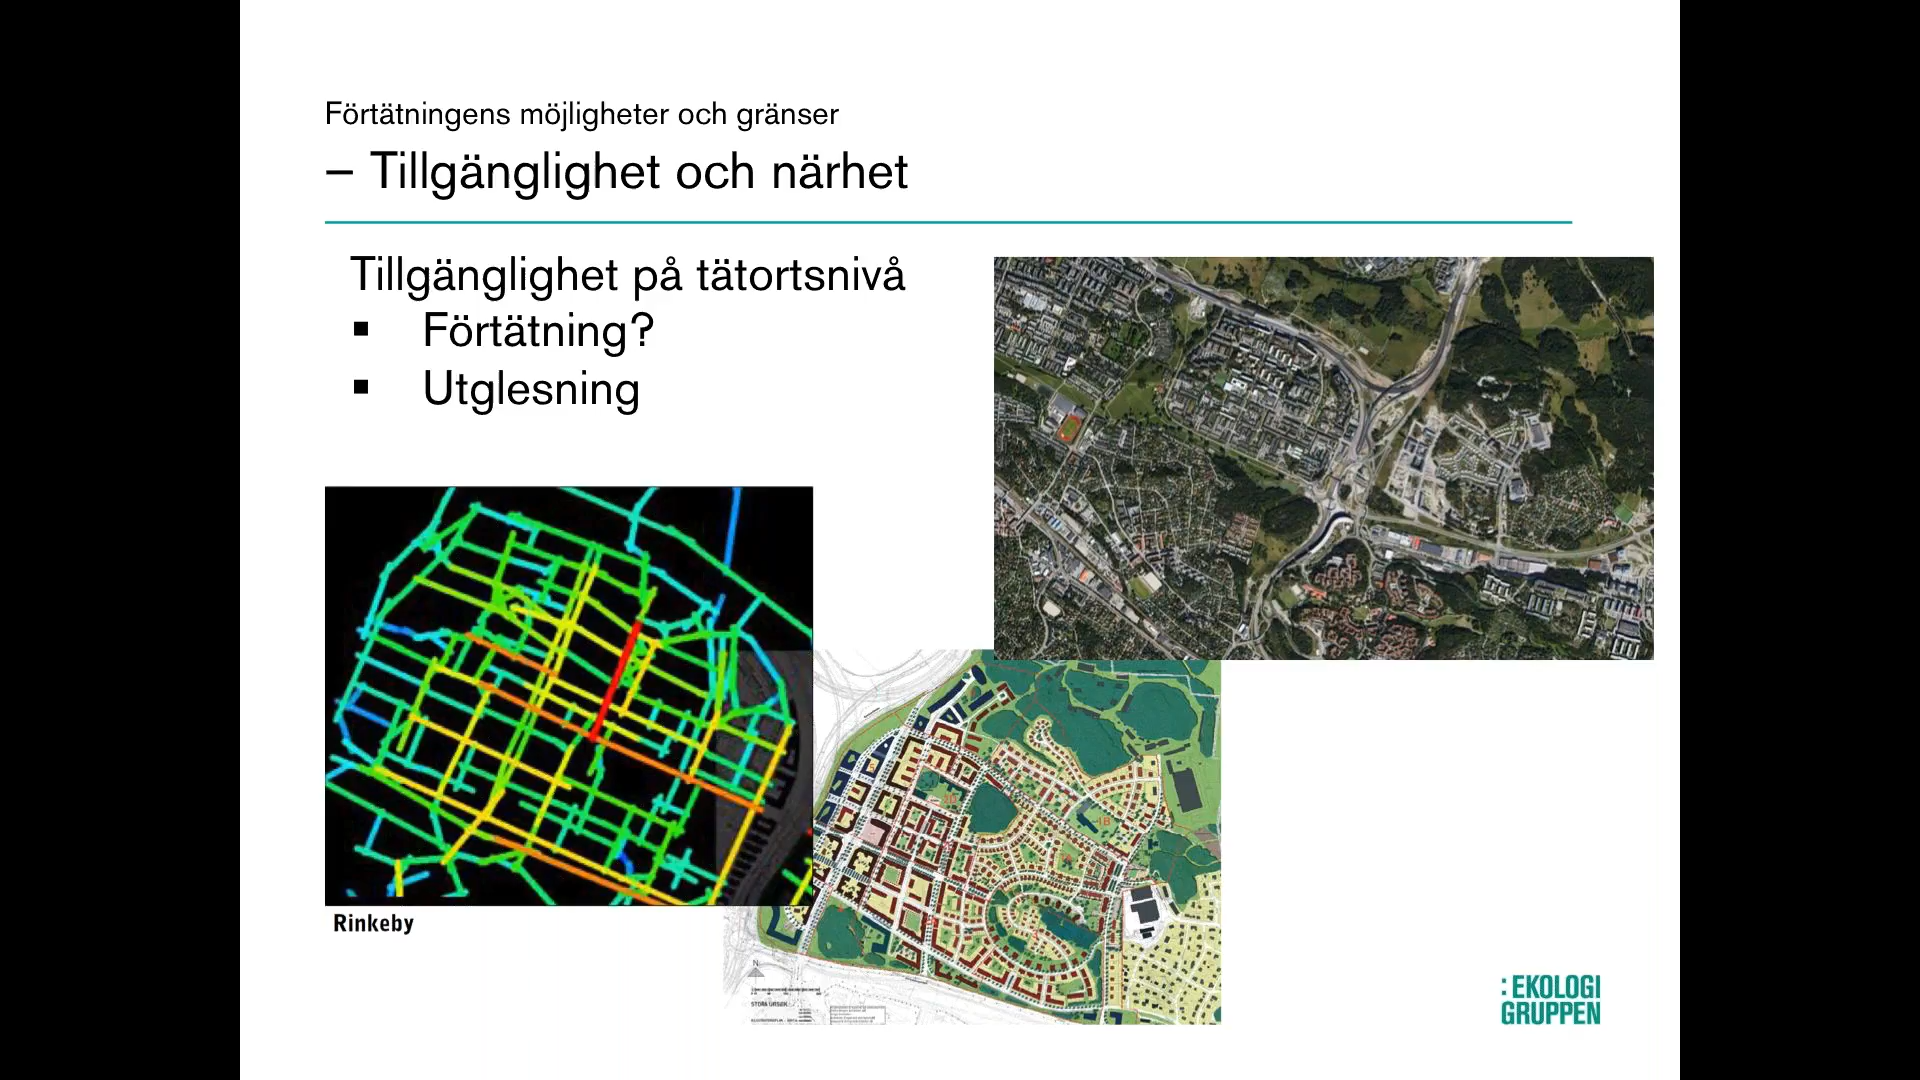 Förtätningens möjligheter och gränser
– Tillgänglighet och närhet
Tillgänglighet på tätortsnivå
▪ Förtätning?
▪ Utglesning
Rinkeby
N
STORA URSVIK
: EKOLOGI
GRUPPEN